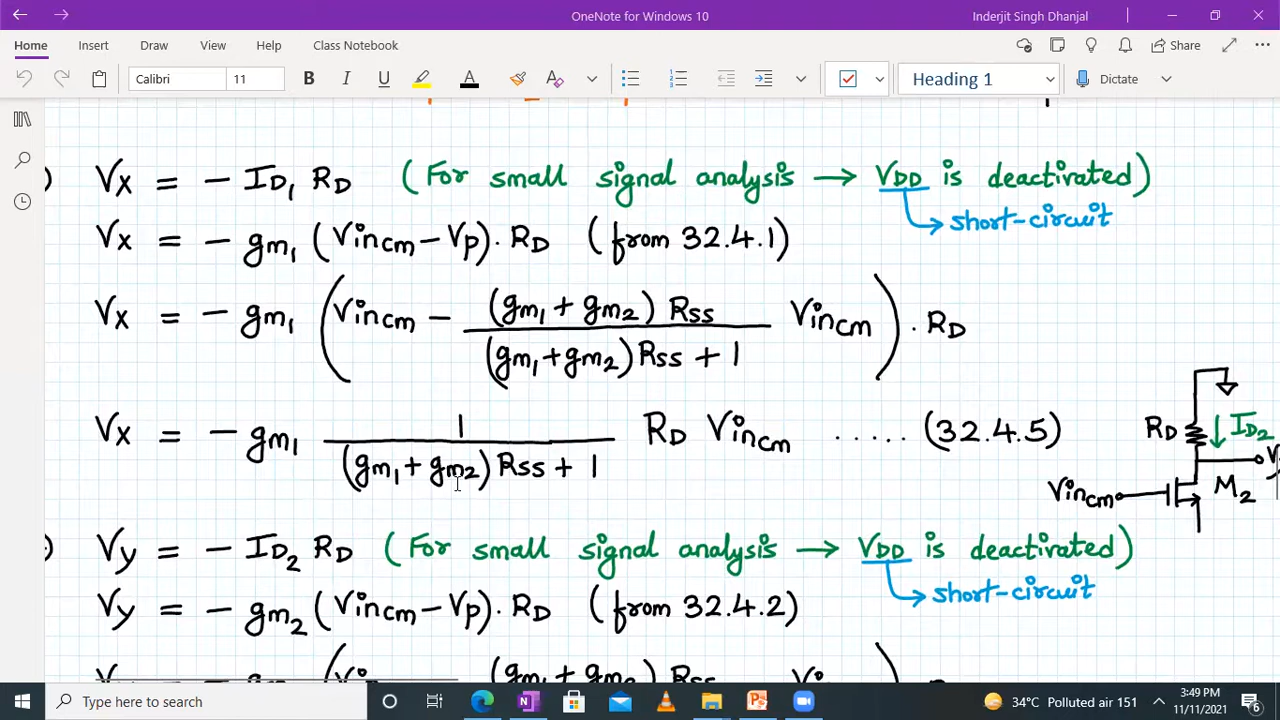 OneNote for Windows 10
Inderjit Singh Dhanjal
Home Insert Draw View Help Class Notebook
Share
Calibri 11 B I U A Heading 1 Dictate
) Vx = - ID1 RD (For small signal analysis → VDD is deactivated)
→ short-circuit
Vx = - gm1 (Vincm - Vp) . RD (from 32.4.1)
Vx = - gm1 (Vincm - (gm1 + gm2) Rss / (gm1+gm2) Rss + 1 Vincm) . RD
Vx = - gm1 1 / (gm1+gm2) Rss + 1 RD Vincm ..... (32.4.5)
RD ID2
Vincm M2
) Vy = - ID2 RD (For small signal analysis → VDD is deactivated)
→ short-circuit
Vy = - gm2 (Vincm - Vp) . RD (from 32.4.2)
(gm1 + gm2) Rss
Type here to search
34°C Polluted air 151
3:49 PM
11/11/2021
6